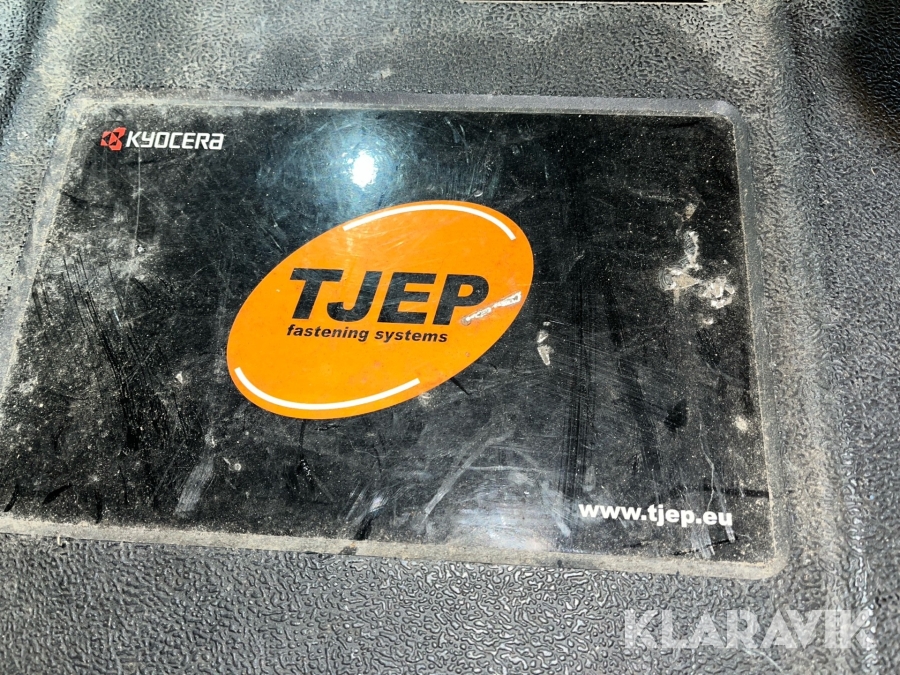 KYOCERA
TJEP
fastening systems
www.tjep.eu
KLARAVIK